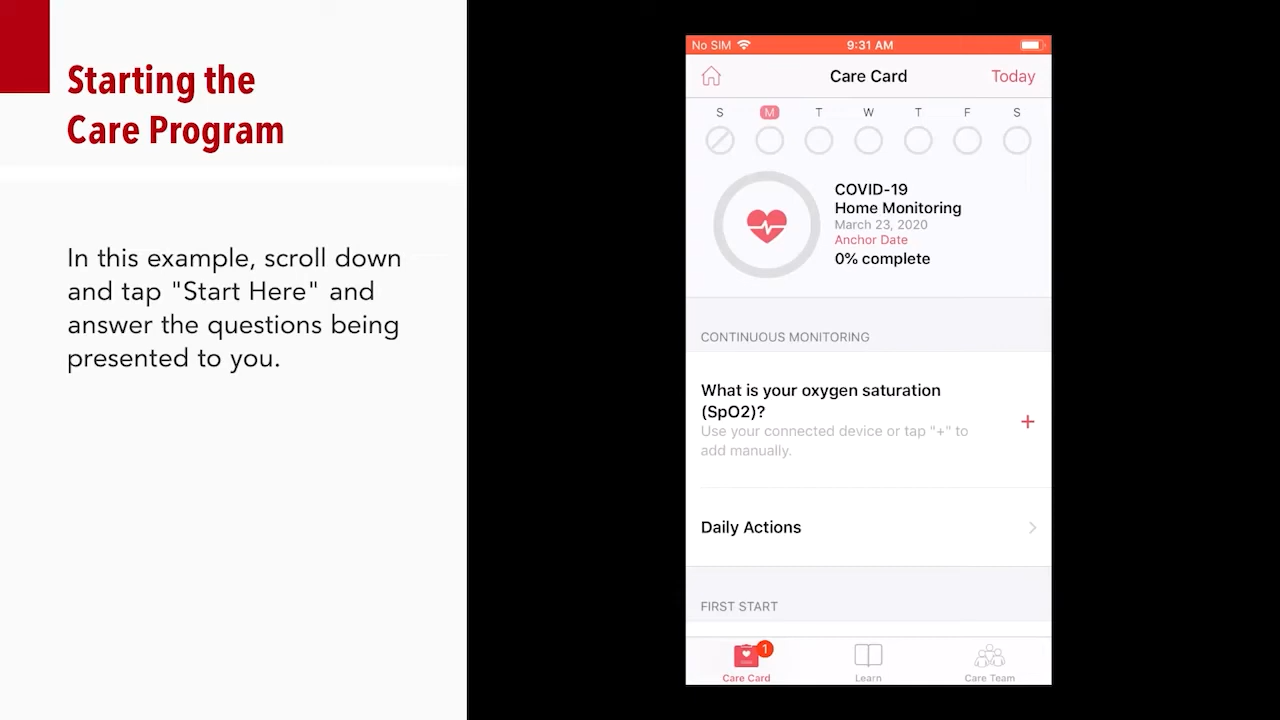 Starting the
Care Program
In this example, scroll down
and tap "Start Here" and
answer the questions being
presented to you.
No SIM 9:31 AM
Care Card Today
S M T W T F S
COVID-19
Home Monitoring
March 23, 2020
Anchor Date
0% complete
CONTINUOUS MONITORING
What is your oxygen saturation
(SpO2)?
Use your connected device or tap "+" to
add manually.
+
Daily Actions
FIRST START
1
Care Card Learn Care Team